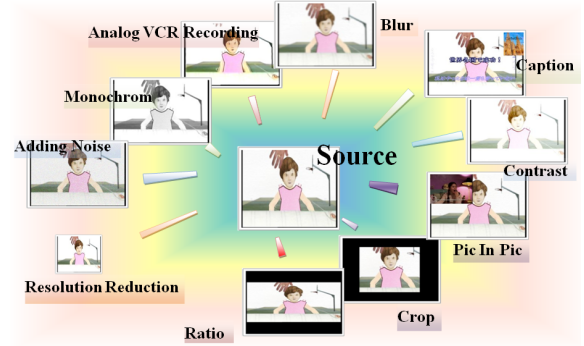 Analog VCR Recording
Blur
Caption
Monochrom
Adding Noise
Source
Contrast
Pic In Pic
Resolution Reduction
Crop
Ratio